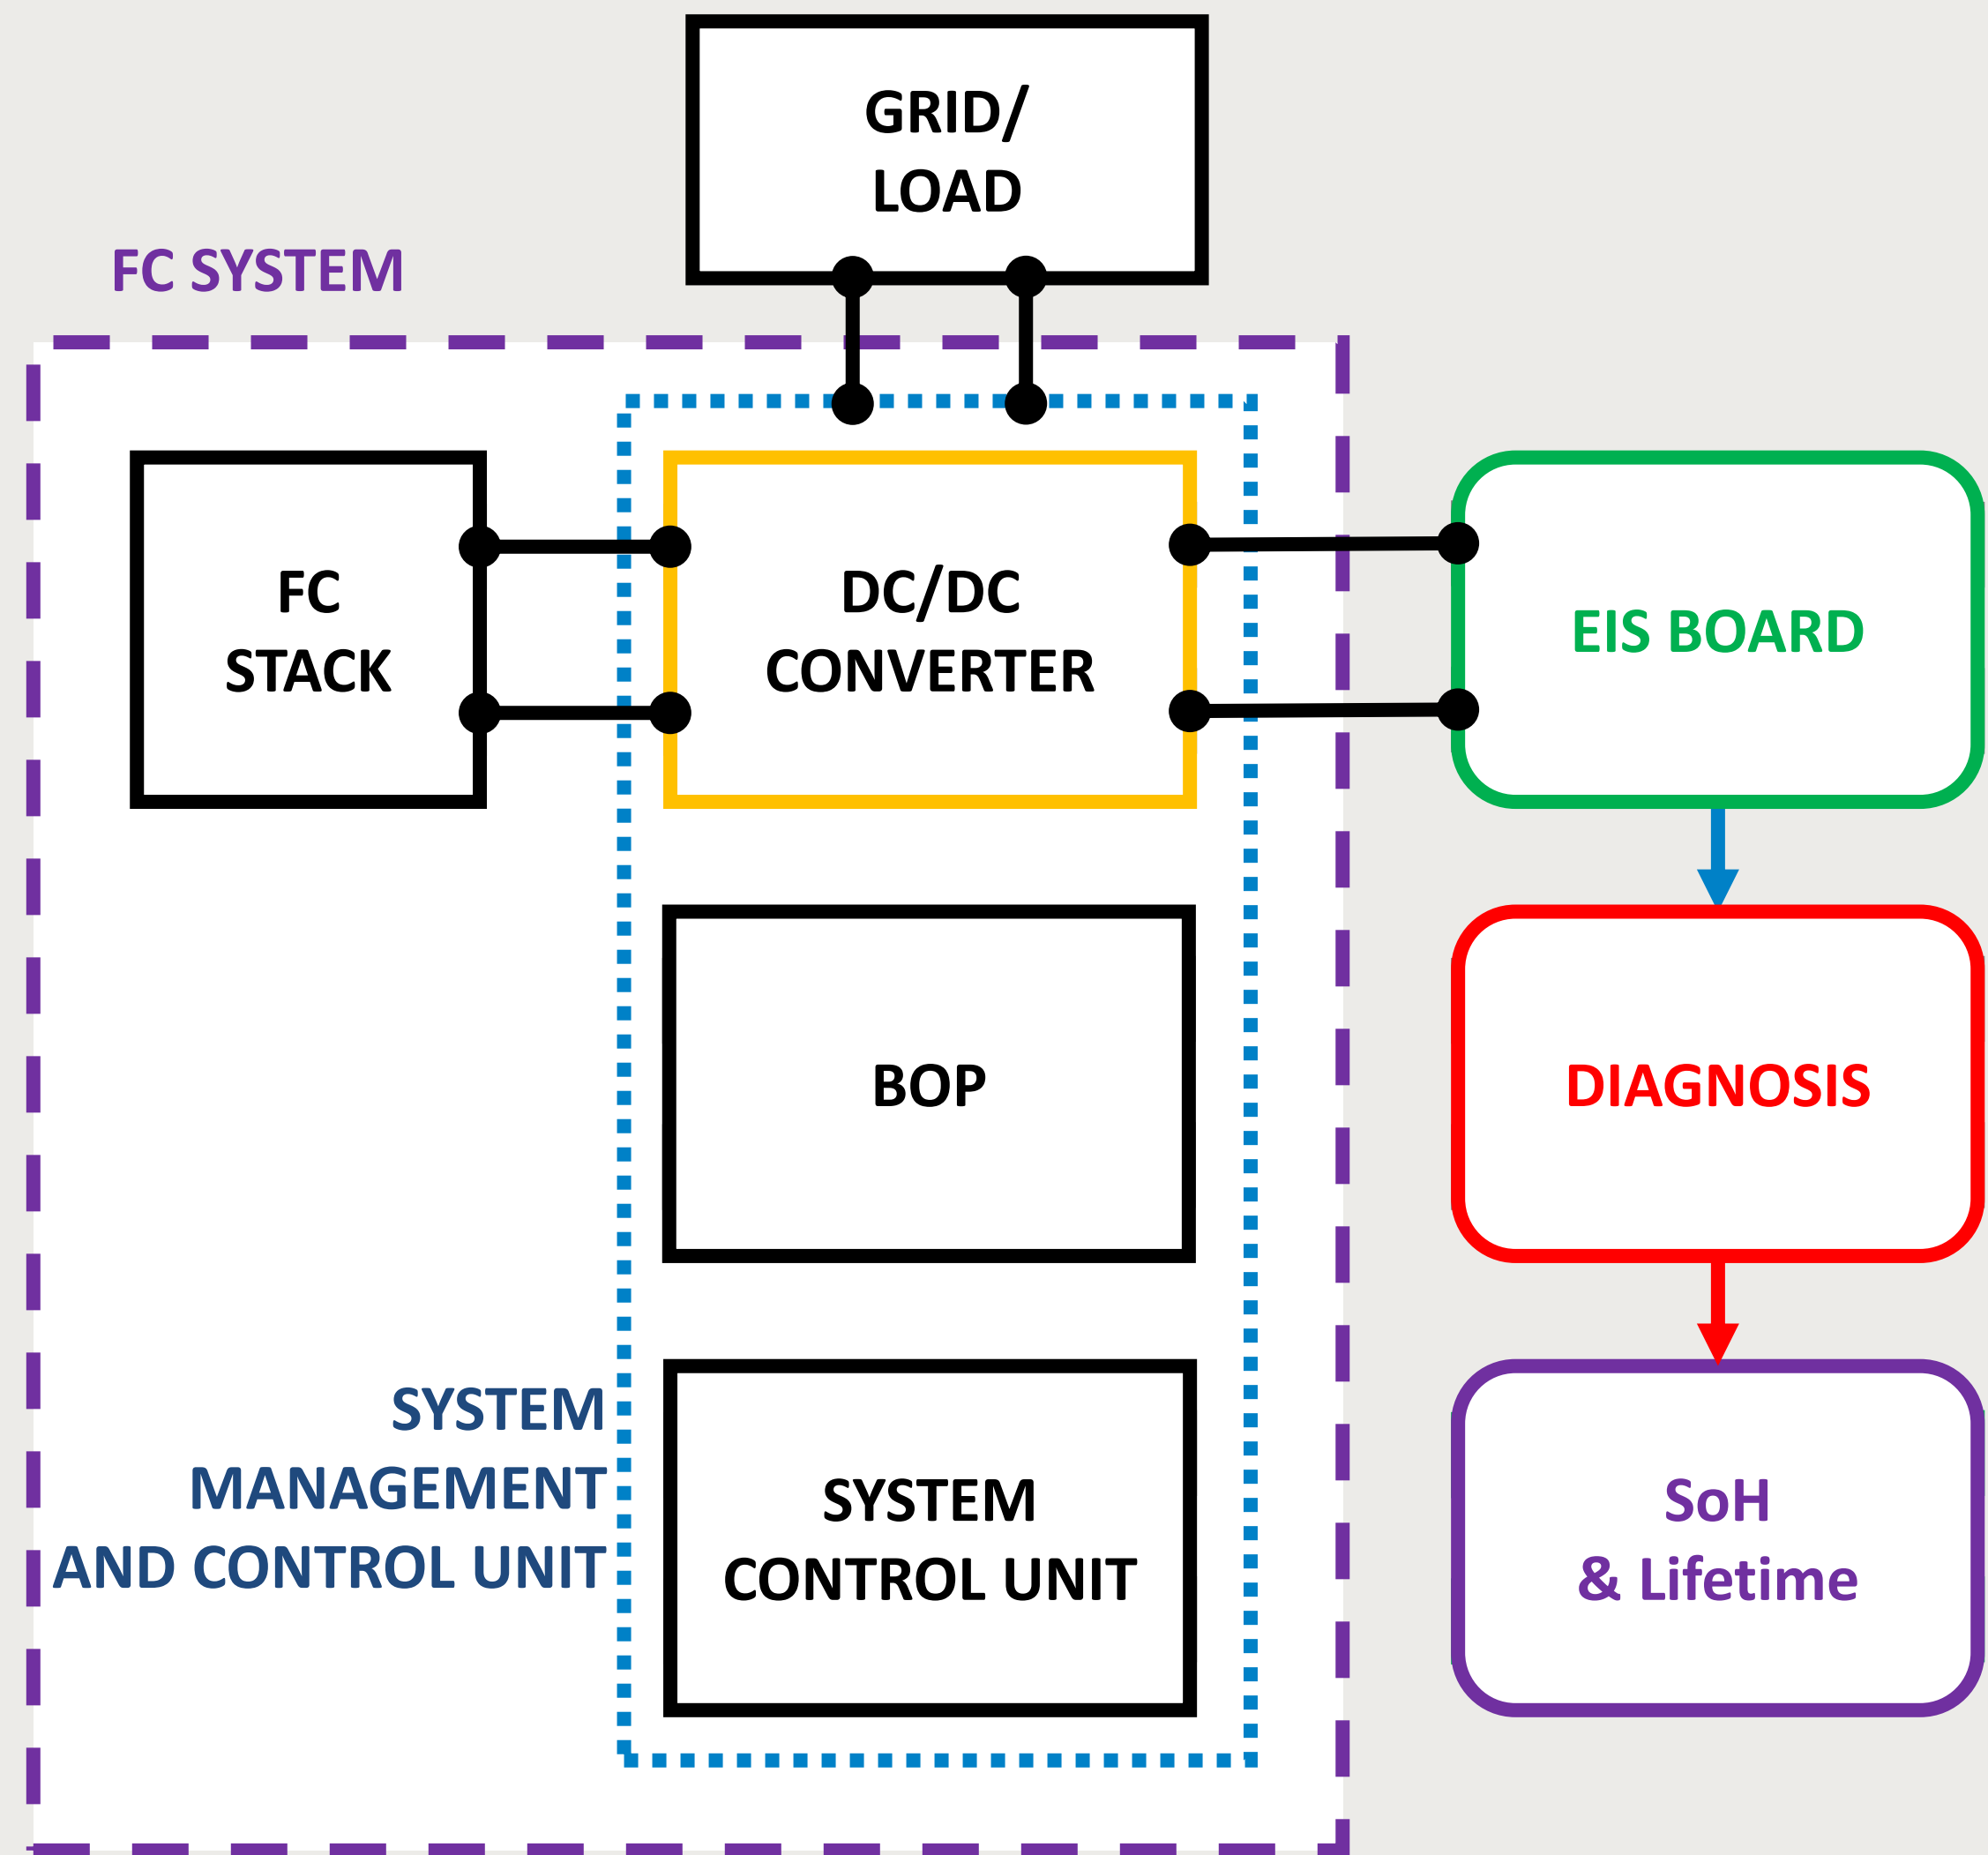 GRID/
LOAD
FC SYSTEM
FC
STACK
DC/DC
CONVERTER
EIS BOARD
BOP
DIAGNOSIS
SYSTEM
MANAGEMENT
AND CONTROL UNIT
SYSTEM
CONTROL UNIT
SoH
& Lifetime